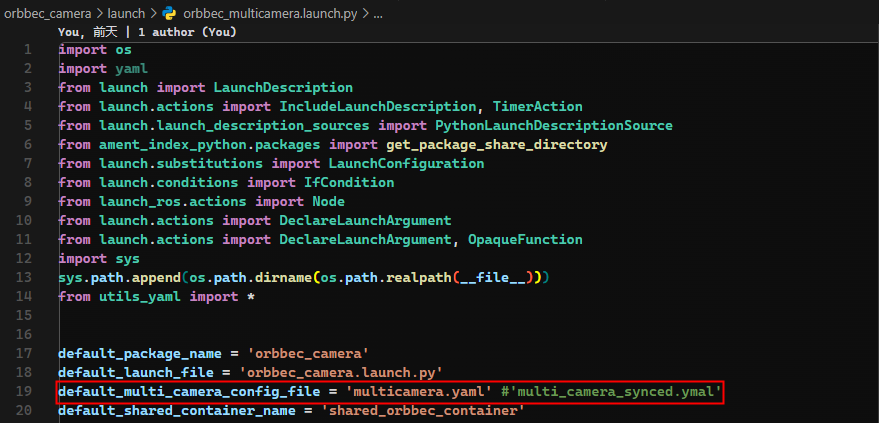 orbbec_camera > launch > orbbec_multicamera.launch.py > ...
You, 前天 | 1 author (You)
1 import os
2 import yaml
3 from launch import LaunchDescription
4 from launch.actions import IncludeLaunchDescription, TimerAction
5 from launch.launch_description_sources import PythonLaunchDescriptionSource
6 from ament_index_python.packages import get_package_share_directory
7 from launch.substitutions import LaunchConfiguration
8 from launch.conditions import IfCondition
9 from launch_ros.actions import Node
10 from launch.actions import DeclareLaunchArgument
11 from launch.actions import DeclareLaunchArgument, OpaqueFunction
12 import sys
13 sys.path.append(os.path.dirname(os.path.realpath(__file__)))
14 from utils_yaml import *
15
16
17 default_package_name = 'orbbec_camera'
18 default_launch_file = 'orbbec_camera.launch.py'
19 default_multi_camera_config_file = 'multicamera.yaml' #'multi_camera_synced.ymal'
20 default_shared_container_name = 'shared_orbbec_container'